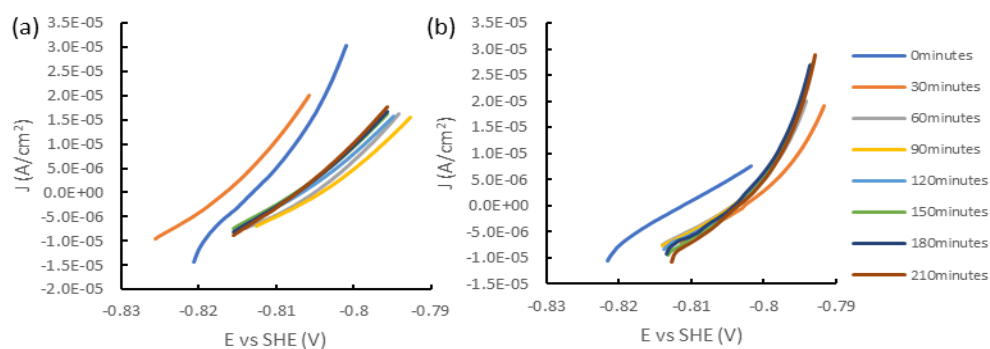 (a)
3.5E-05
3.0E-05
2.5E-05
2.0E-05
1.5E-05
1.0E-05
5.0E-06
0.0E+00
-5.0E-06
-1.0E-05
-1.5E-05
-2.0E-05
J (A/cm²)
-0.83
-0.82
-0.81
-0.8
-0.79
E vs SHE (V)
(b)
3.5E-05
3.0E-05
2.5E-05
2.0E-05
1.5E-05
1.0E-05
5.0E-06
0.0E+00
-5.0E-06
-1.0E-05
-1.5E-05
J (A/cm²)
-0.83
-0.82
-0.81
-0.8
-0.79
E vs SHE (V)
0minutes
30minutes
60minutes
90minutes
120minutes
150minutes
180minutes
210minutes